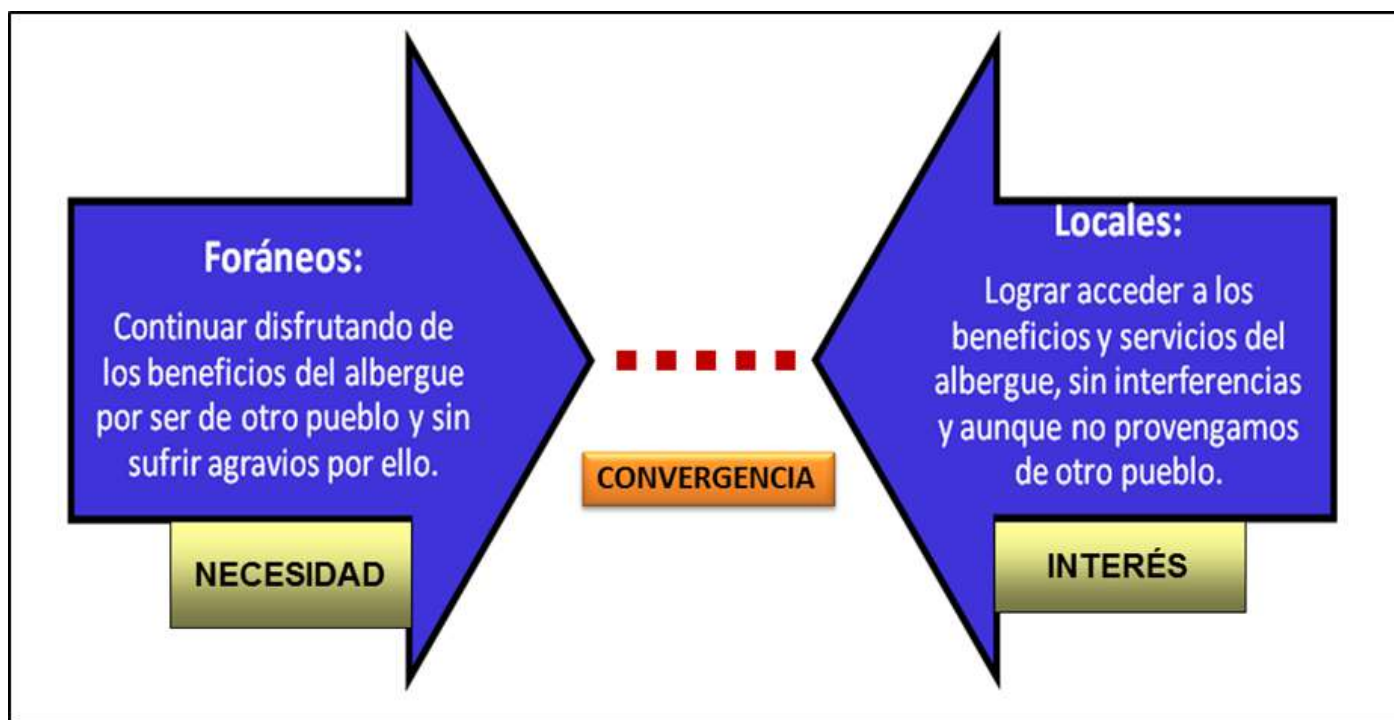 Foráneos:
Continuar disfrutando de
los beneficios del albergue
por ser de otro pueblo y sin
sufrir agravios por ello.
NECESIDAD
CONVERGENCIA
Locales:
Lograr acceder a los
beneficios y servicios del
albergue, sin interferencias
y aunque no provengamos
de otro pueblo.
INTERÉS